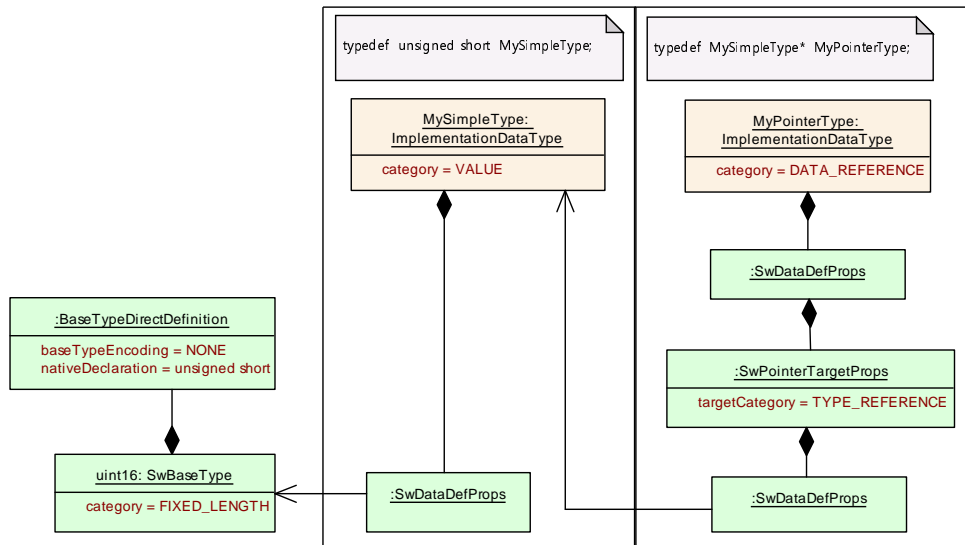 typedef unsigned short MySimpleType;
typedef MySimpleType* MyPointerType;
MySimpleType:
ImplementationDataType
category = VALUE
MyPointerType:
ImplementationDataType
category = DATA_REFERENCE
:SwDataDefProps
:BaseTypeDirectDefinition
baseTypeEncoding = NONE
nativeDeclaration = unsigned short
:SwPointerTargetProps
targetCategory = TYPE_REFERENCE
uint16: SwBaseType
category = FIXED_LENGTH
:SwDataDefProps
:SwDataDefProps